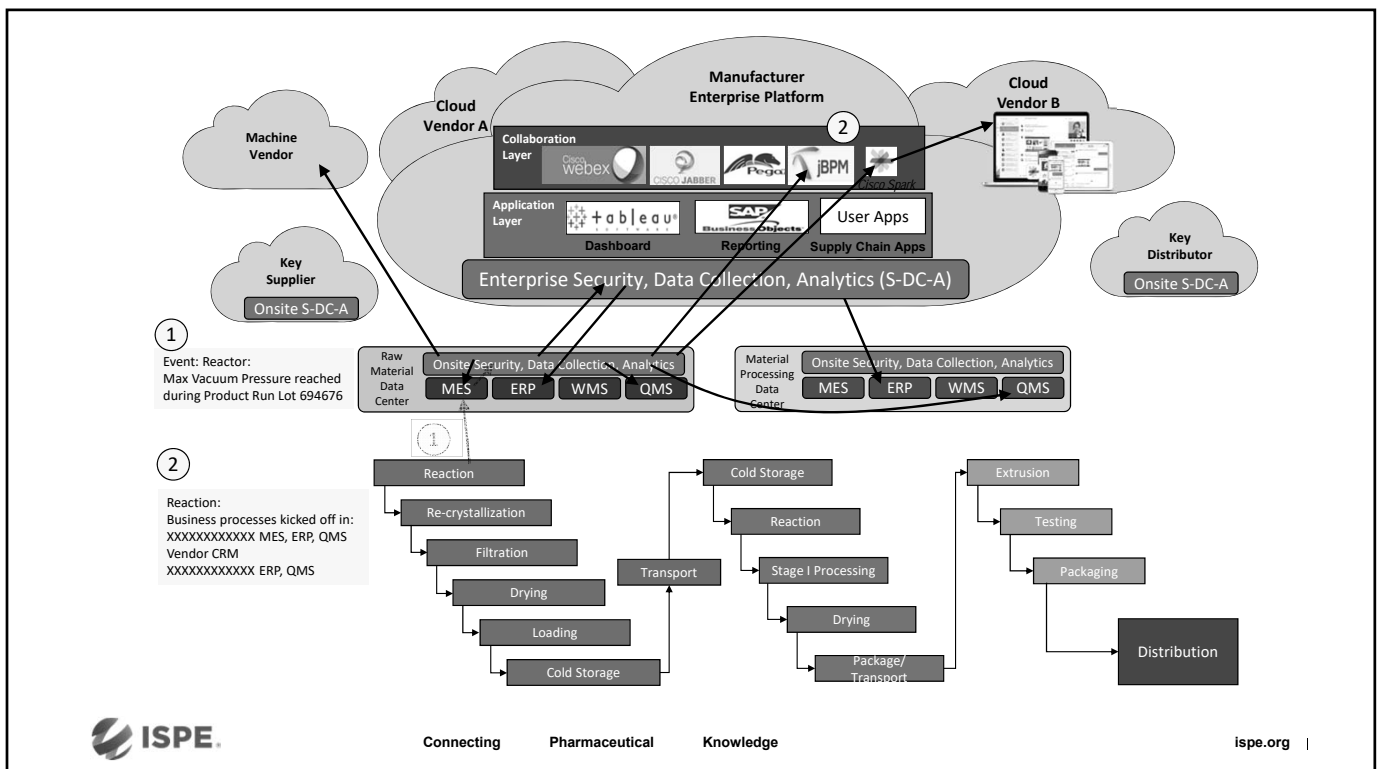 Manufacturer
Enterprise Platform
Cloud
Vendor A
Cloud
Vendor B
Machine
Vendor
2
Collaboration
Layer
Cisco
webex
CISCO JABBER
Pega
jBPM
Cisco Spark
Application
Layer
tableau
SOFTWARE
SAP
BusinessObjects
User Apps
Dashboard
Reporting
Supply Chain Apps
Key
Supplier
Onsite S-DC-A
Key
Distributor
Onsite S-DC-A
Enterprise Security, Data Collection, Analytics (S-DC-A)
1
Event: Reactor:
Max Vacuum Pressure reached
during Product Run Lot 694676
Raw
Material
Data
Center
Onsite Security, Data Collection, Analytics
MES
ERP
WMS
QMS
Material
Processing
Data
Center
Onsite Security, Data Collection, Analytics
MES
ERP
WMS
QMS
1
2
Reaction:
Business processes kicked off in:
XXXXXXXXXXXX MES, ERP, QMS
Vendor CRM
XXXXXXXXXXXX ERP, QMS
Reaction
Re-crystallization
Filtration
Drying
Loading
Cold Storage
Transport
Cold Storage
Reaction
Stage I Processing
Drying
Package/
Transport
Extrusion
Testing
Packaging
Distribution
ISPE.
Connecting Pharmaceutical Knowledge
ispe.org |